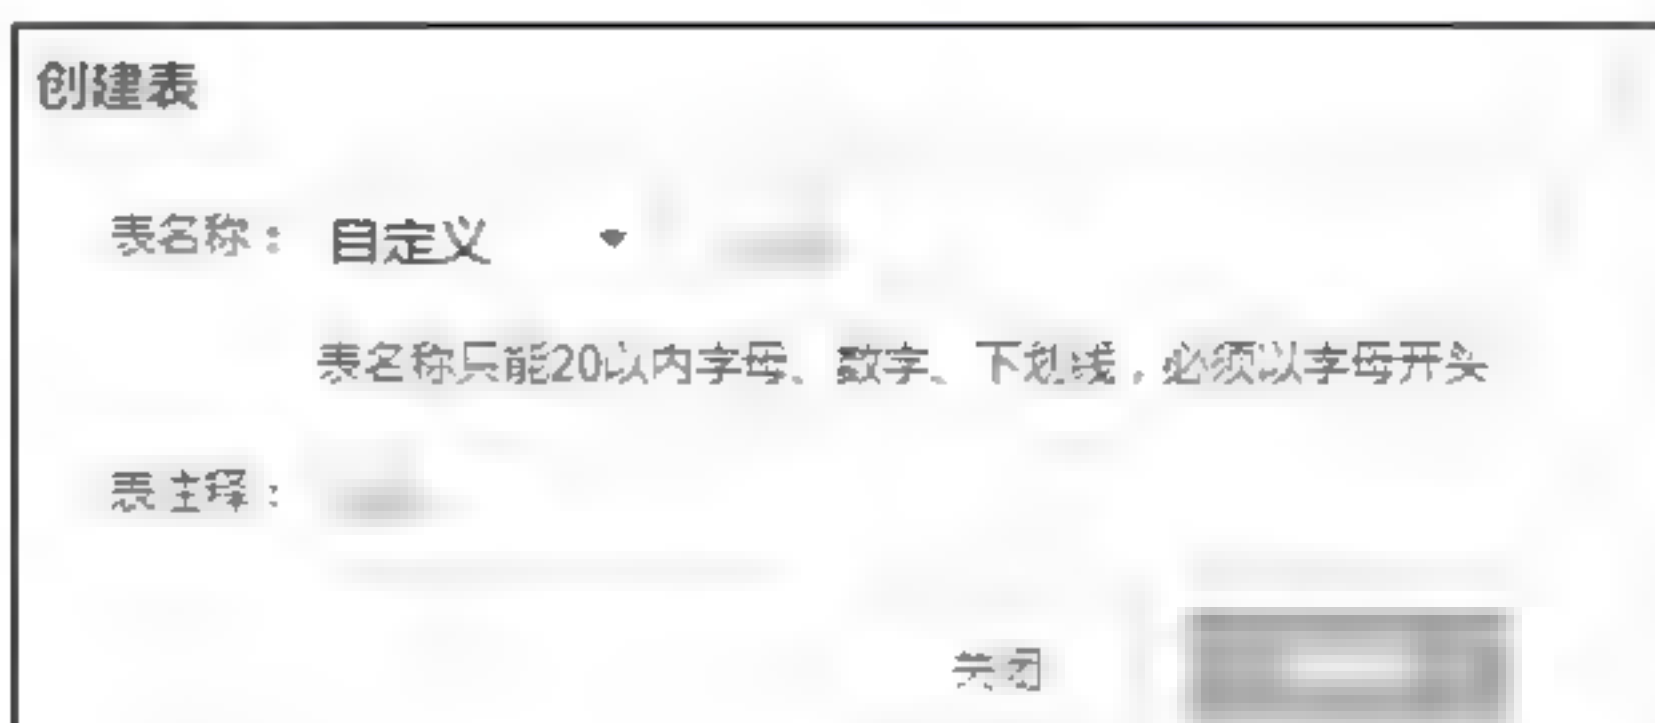 创建表
表名称： 自定义
表名称只能20以内字母、数字、下划线，必须以字母开头
表注释：
关闭